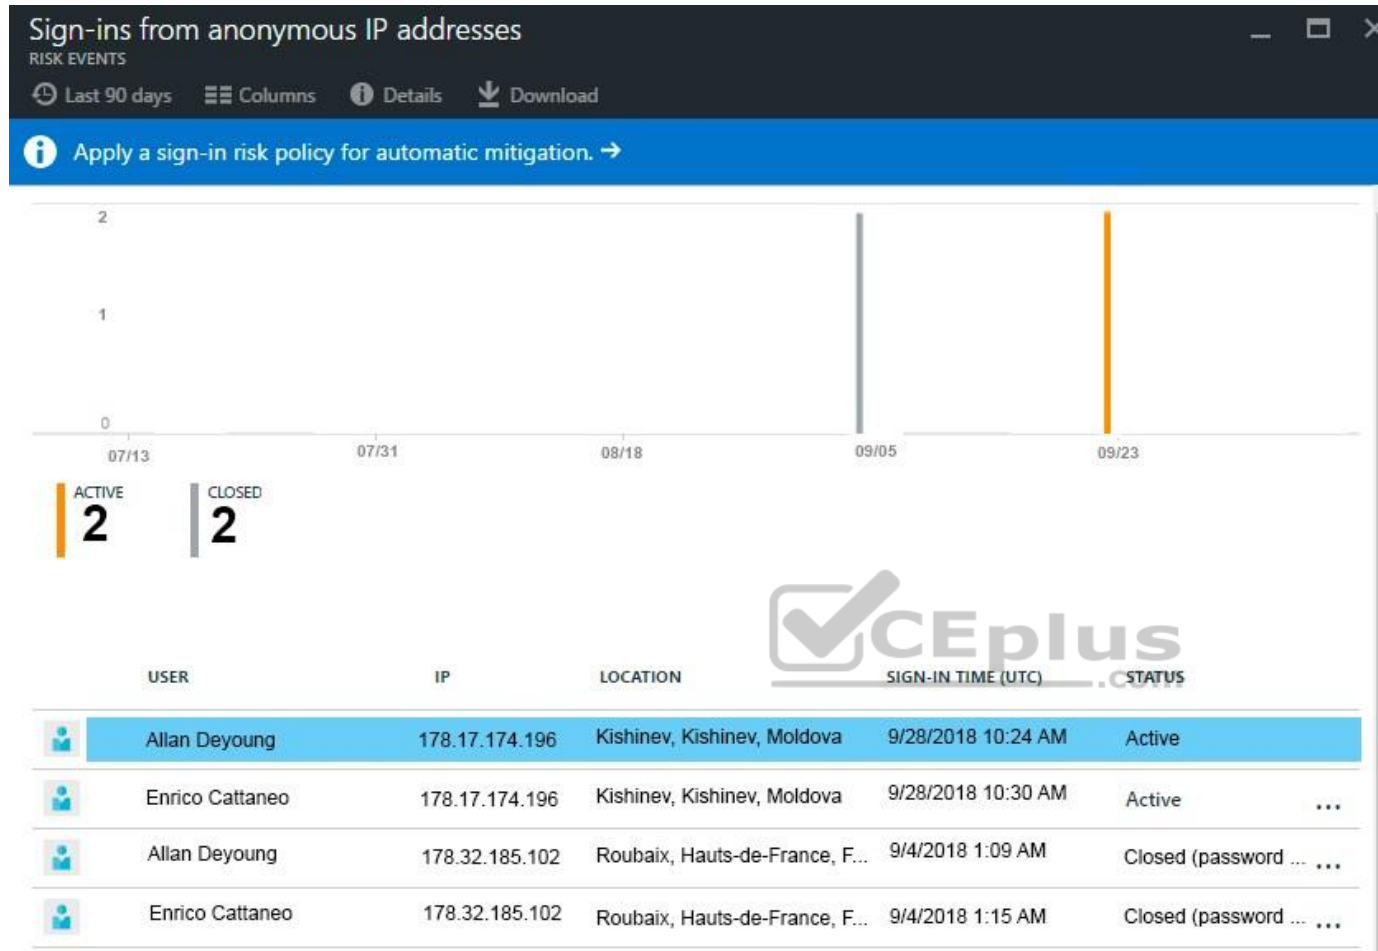 Sign-ins from anonymous IP addresses
RISK EVENTS
Last 90 days Columns Details Download
Apply a sign-in risk policy for automatic mitigation. →
2
1
0
07/13 07/31 08/18 09/05 09/23
ACTIVE CLOSED
2 2
CEplus
.com
USER IP LOCATION SIGN-IN TIME (UTC) STATUS
Allan Deyoung 178.17.174.196 Kishinev, Kishinev, Moldova 9/28/2018 10:24 AM Active
Enrico Cattaneo 178.17.174.196 Kishinev, Kishinev, Moldova 9/28/2018 10:30 AM Active ...
Allan Deyoung 178.32.185.102 Roubaix, Hauts-de-France, F... 9/4/2018 1:09 AM Closed (password ... ...
Enrico Cattaneo 178.32.185.102 Roubaix, Hauts-de-France, F... 9/4/2018 1:15 AM Closed (password ... ...